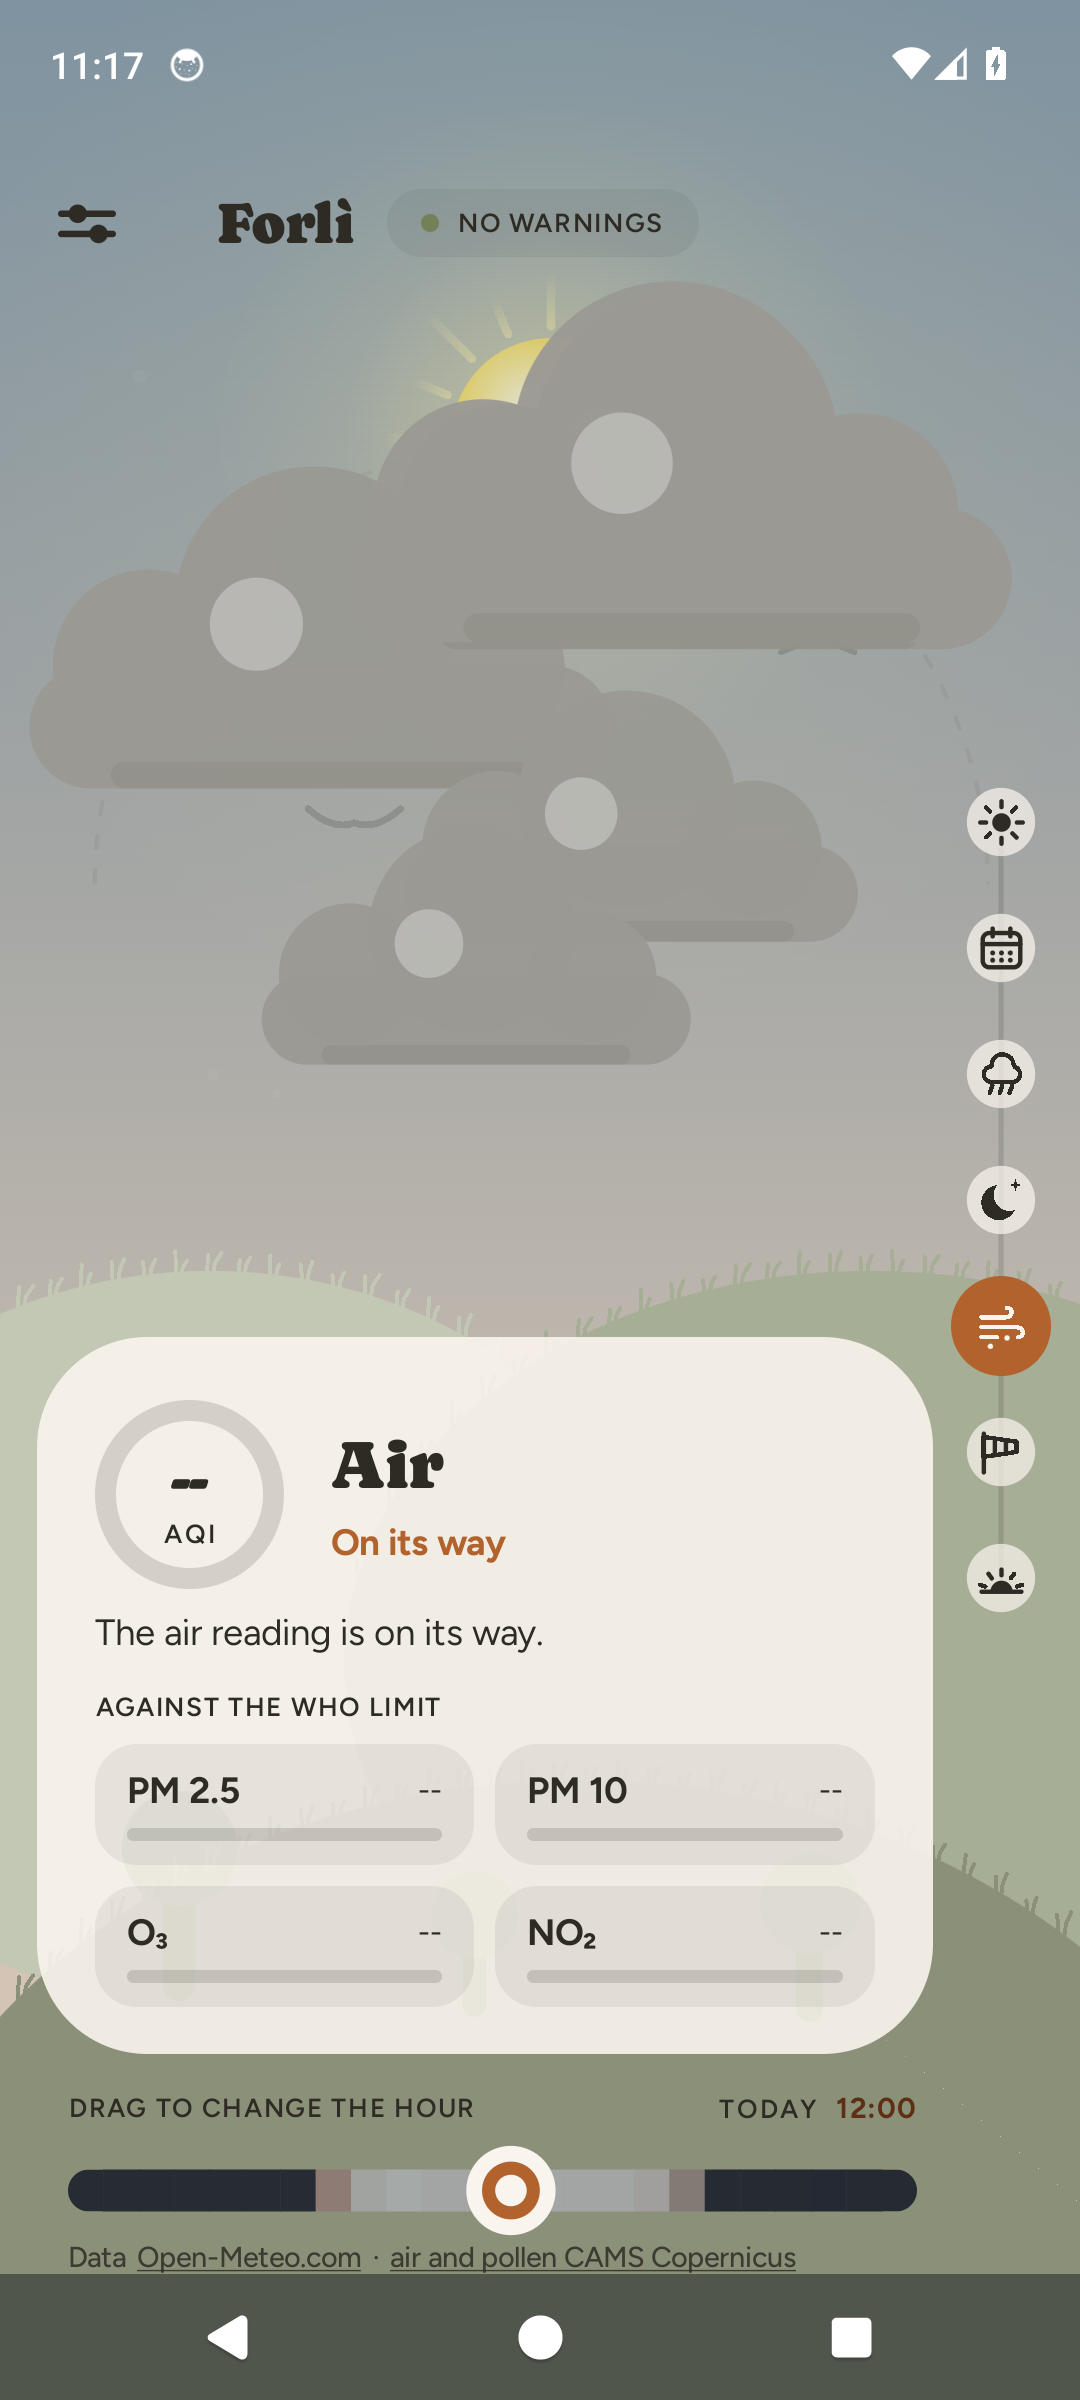 11:17
Forlì
NO WARNINGS
-- AQI
Air
On its way
The air reading is on its way.
AGAINST THE WHO LIMIT
PM 2.5 --
PM 10 --
O₃ --
NO₂ --
DRAG TO CHANGE THE HOUR
TODAY 12:00
Data Open-Meteo.com · air and pollen CAMS Copernicus